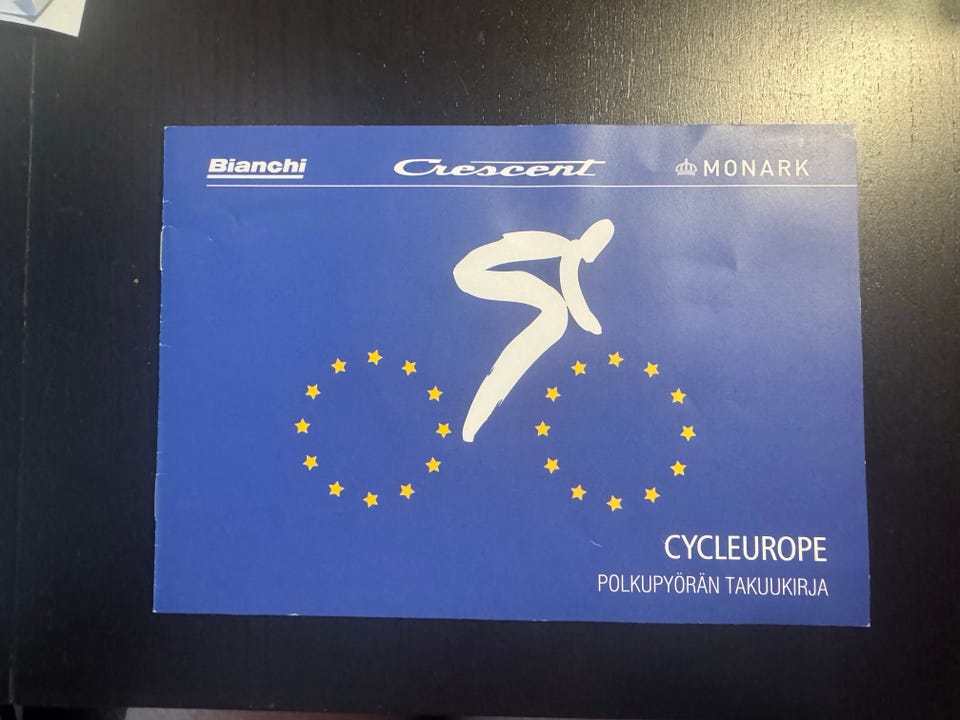 Bianchi Crescent MONARK
CYCLEUROPE
POLKUPYÖRÄN TAKUUKIRJA